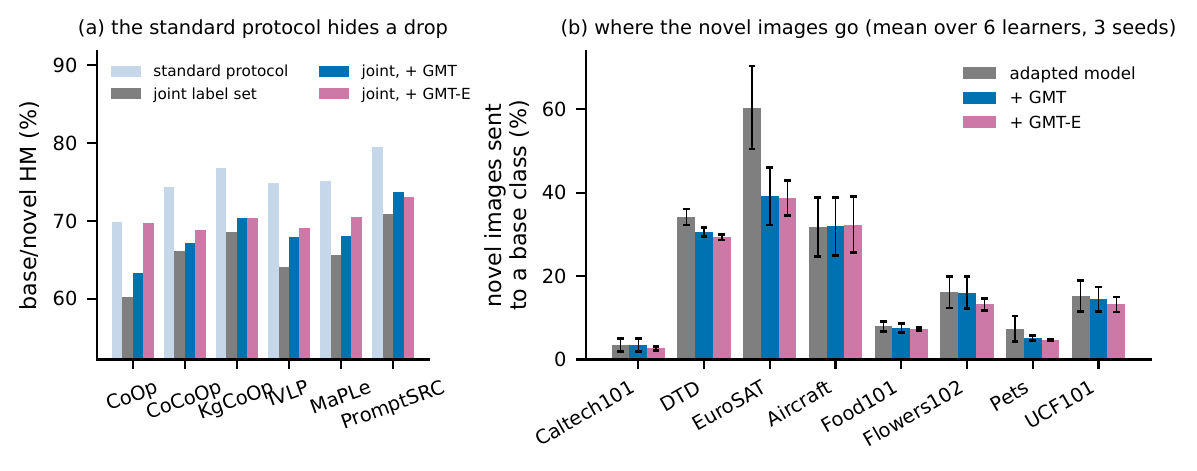 (a) the standard protocol hides a drop
base/novel HM (%)
90
80
70
60
standard protocol
joint label set
joint, + GMT
joint, + GMT-E
CoOp
CoCoOp
KgCoOp
IVLP
MaPLe
PromptSRC
(b) where the novel images go (mean over 6 learners, 3 seeds)
novel images sent
to a base class (%)
60
40
20
0
adapted model
+ GMT
+ GMT-E
Caltech101
DTD
EuroSAT
Aircraft
Food101
Flowers102
Pets
UCF101